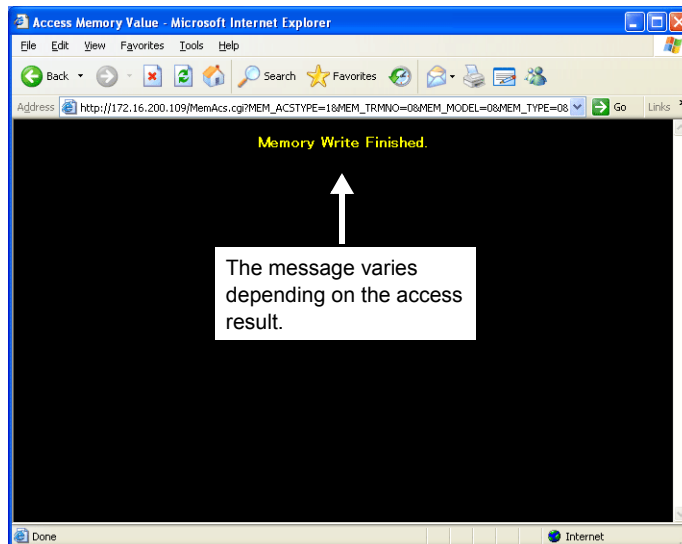 Access Memory Value - Microsoft Internet Explorer
File Edit View Favorites Tools Help
Back Search Favorites
Address http://172.16.200.109/MemAcs.cgi?MEM_ACSTYPE=1&MEM_TRMNO=0&MEM_MODEL=0&MEM_TYPE=0& Go Links
Memory Write Finished.
The message varies
depending on the access
result.
Done Internet